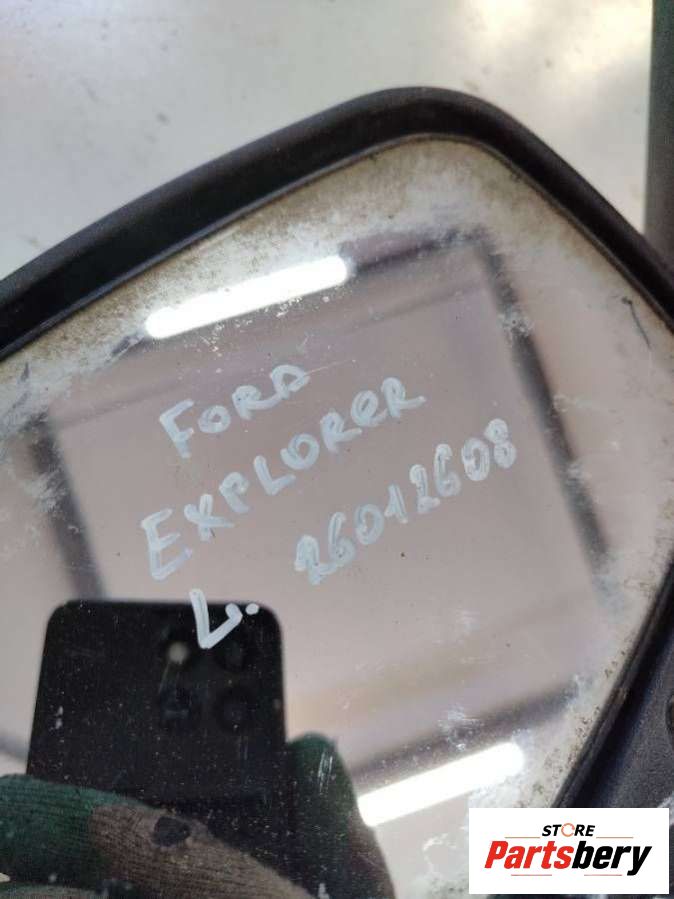 FORD
EXPLORER
L. 26012608
STORE
Partsbery